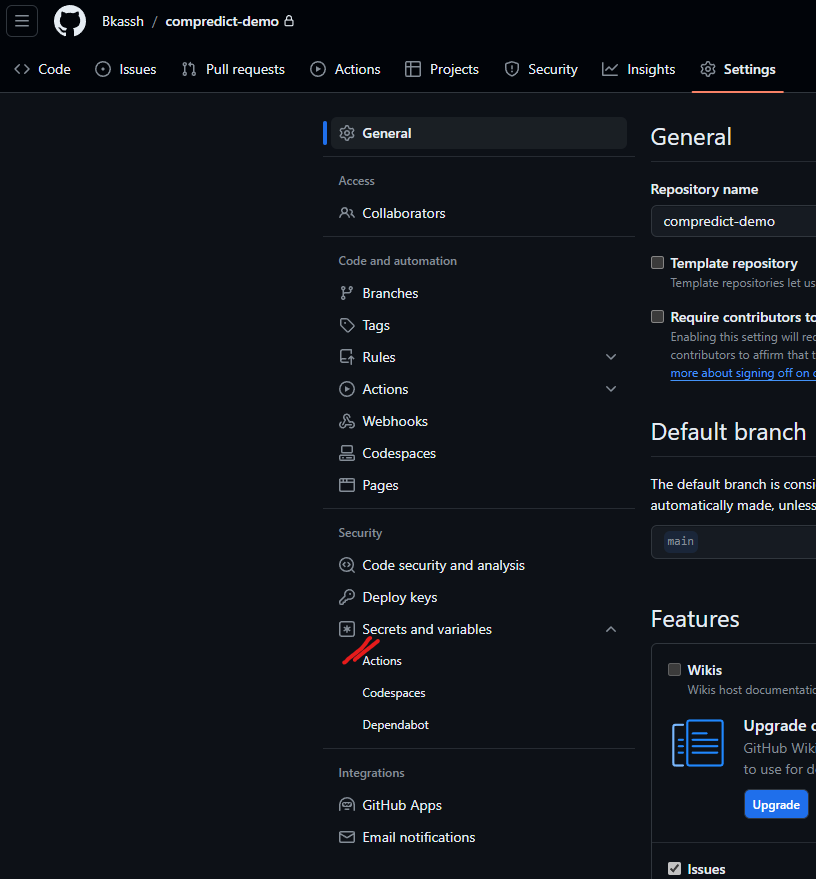 Bkassh / compredict-demo
Code Issues Pull requests Actions Projects Security Insights Settings
General
Access
Collaborators
Code and automation
Branches
Tags
Rules
Actions
Webhooks
Codespaces
Pages
Security
Code security and analysis
Deploy keys
Secrets and variables
Actions
Codespaces
Dependabot
Integrations
GitHub Apps
Email notifications
General
Repository name
compredict-demo
Template repository
Template repositories let us
Require contributors to
Enabling this setting will rec
contributors to affirm that t
more about signing off on c
Default branch
The default branch is consi
automatically made, unless
main
Features
Wikis
Wikis host documentatio
Upgrade o
GitHub Wiki
to use for d
Upgrade
Issues